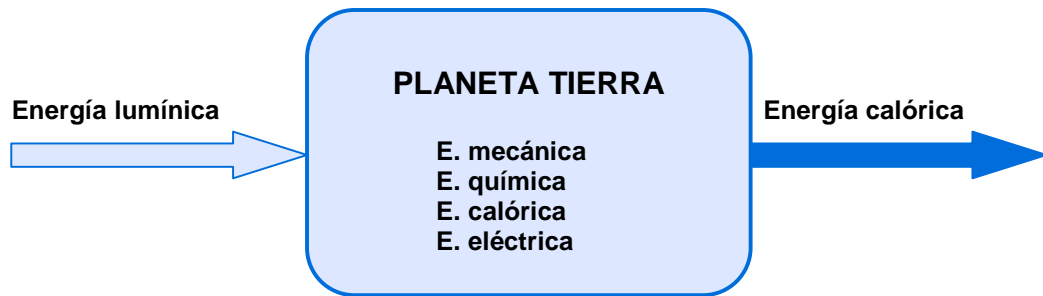 PLANETA TIERRA
Energía lumínica
Energía calórica
E. mecánica
E. química
E. calórica
E. eléctrica